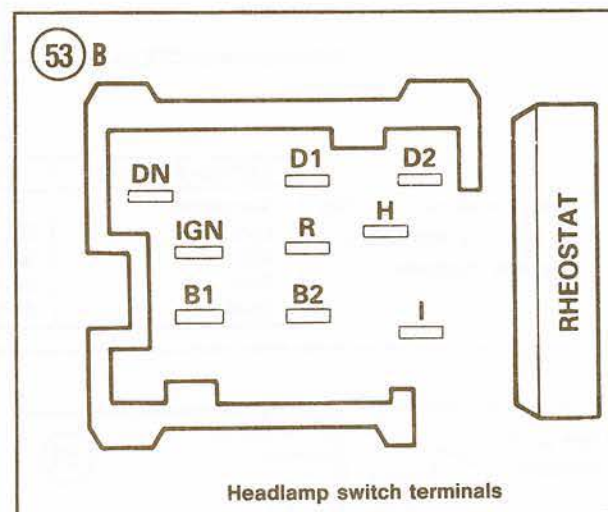 53 B
D1 D2
DN
H
IGN R
B1 B2
I
RHEOSTAT
Headlamp switch terminals